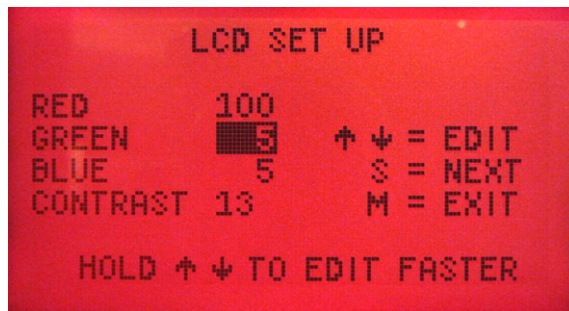 LCD SET UP
RED 100
GREEN 5 ↑ ↓ = EDIT
BLUE 5 S = NEXT
CONTRAST 13 M = EXIT
HOLD ↑ ↓ TO EDIT FASTER